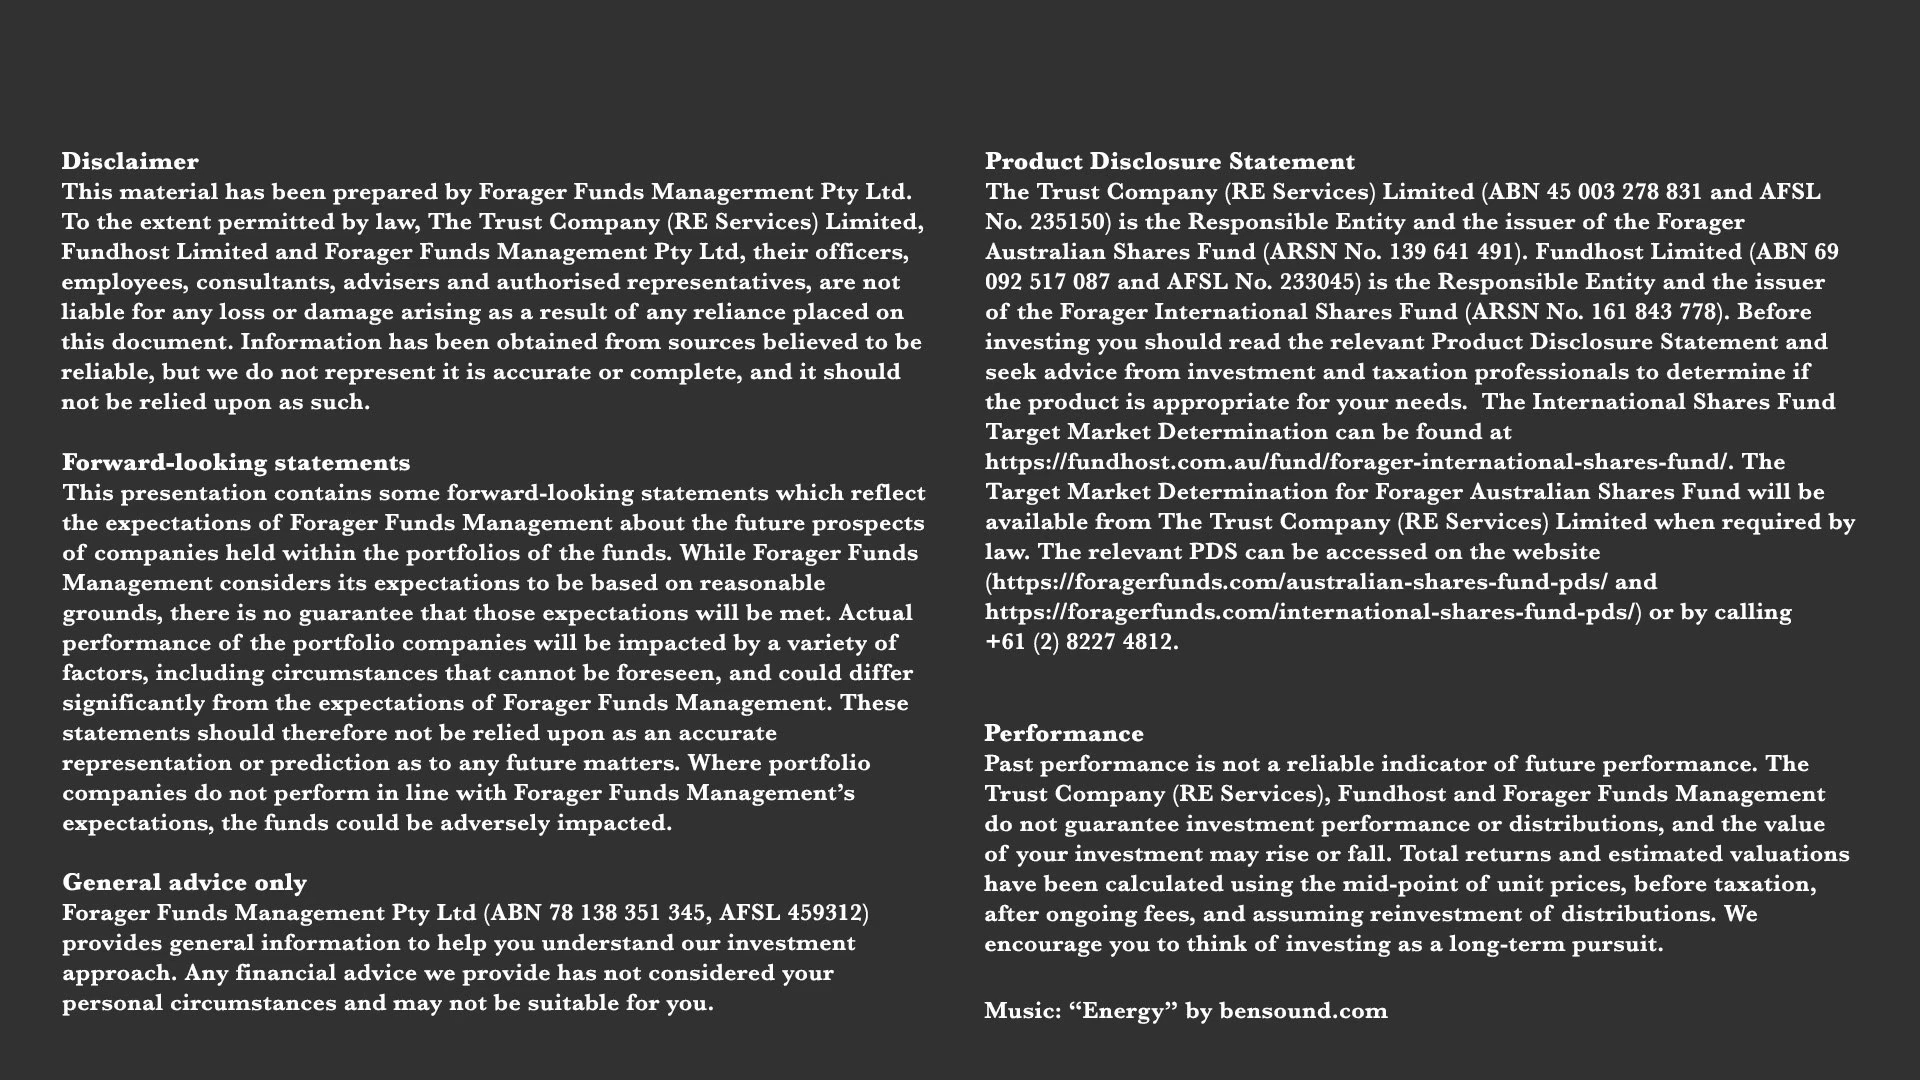 Disclaimer
This material has been prepared by Forager Funds Managerment Pty Ltd.
To the extent permitted by law, The Trust Company (RE Services) Limited,
Fundhost Limited and Forager Funds Management Pty Ltd, their officers,
employees, consultants, advisers and authorised representatives, are not
liable for any loss or damage arising as a result of any reliance placed on
this document. Information has been obtained from sources believed to be
reliable, but we do not represent it is accurate or complete, and it should
not be relied upon as such.
Forward-looking statements
This presentation contains some forward-looking statements which reflect
the expectations of Forager Funds Management about the future prospects
of companies held within the portfolios of the funds. While Forager Funds
Management considers its expectations to be based on reasonable
grounds, there is no guarantee that those expectations will be met. Actual
performance of the portfolio companies will be impacted by a variety of
factors, including circumstances that cannot be foreseen, and could differ
significantly from the expectations of Forager Funds Management. These
statements should therefore not be relied upon as an accurate
representation or prediction as to any future matters. Where portfolio
companies do not perform in line with Forager Funds Management’s
expectations, the funds could be adversely impacted.
General advice only
Forager Funds Management Pty Ltd (ABN 78 138 351 345, AFSL 459312)
provides general information to help you understand our investment
approach. Any financial advice we provide has not considered your
personal circumstances and may not be suitable for you.
Product Disclosure Statement
The Trust Company (RE Services) Limited (ABN 45 003 278 831 and AFSL
No. 235150) is the Responsible Entity and the issuer of the Forager
Australian Shares Fund (ARSN No. 139 641 491). Fundhost Limited (ABN 69
092 517 087 and AFSL No. 233045) is the Responsible Entity and the issuer
of the Forager International Shares Fund (ARSN No. 161 843 778). Before
investing you should read the relevant Product Disclosure Statement and
seek advice from investment and taxation professionals to determine if
the product is appropriate for your needs.  The International Shares Fund
Target Market Determination can be found at
https://fundhost.com.au/fund/forager-international-shares-fund/. The
Target Market Determination for Forager Australian Shares Fund will be
available from The Trust Company (RE Services) Limited when required by
law. The relevant PDS can be accessed on the website
(https://foragerfunds.com/australian-shares-fund-pds/ and
https://foragerfunds.com/international-shares-fund-pds/) or by calling
+61 (2) 8227 4812.
Performance
Past performance is not a reliable indicator of future performance. The
Trust Company (RE Services), Fundhost and Forager Funds Management
do not guarantee investment performance or distributions, and the value
of your investment may rise or fall. Total returns and estimated valuations
have been calculated using the mid-point of unit prices, before taxation,
after ongoing fees, and assuming reinvestment of distributions. We
encourage you to think of investing as a long-term pursuit.
Music: “Energy” by bensound.com